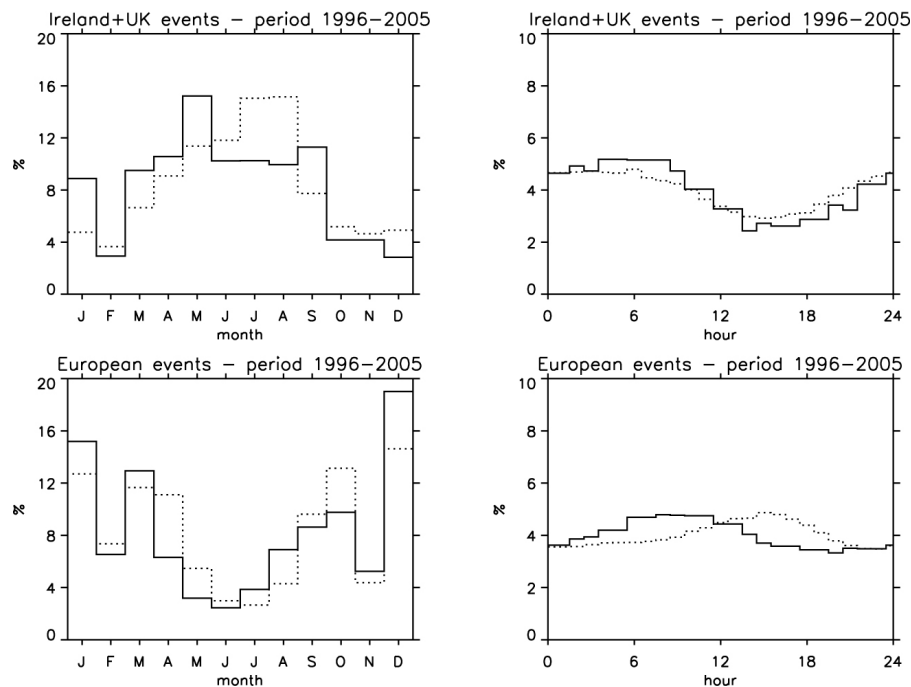 Ireland+UK events – period 1996–2005
20
16
12
8
4
0
%
J F M A M J J A S O N D
month
Ireland+UK events – period 1996–2005
10
8
6
4
2
0
%
0 6 12 18 24
hour
European events – period 1996–2005
20
16
12
8
4
0
%
J F M A M J J A S O N D
month
European events – period 1996–2005
10
8
6
4
2
0
%
0 6 12 18 24
hour